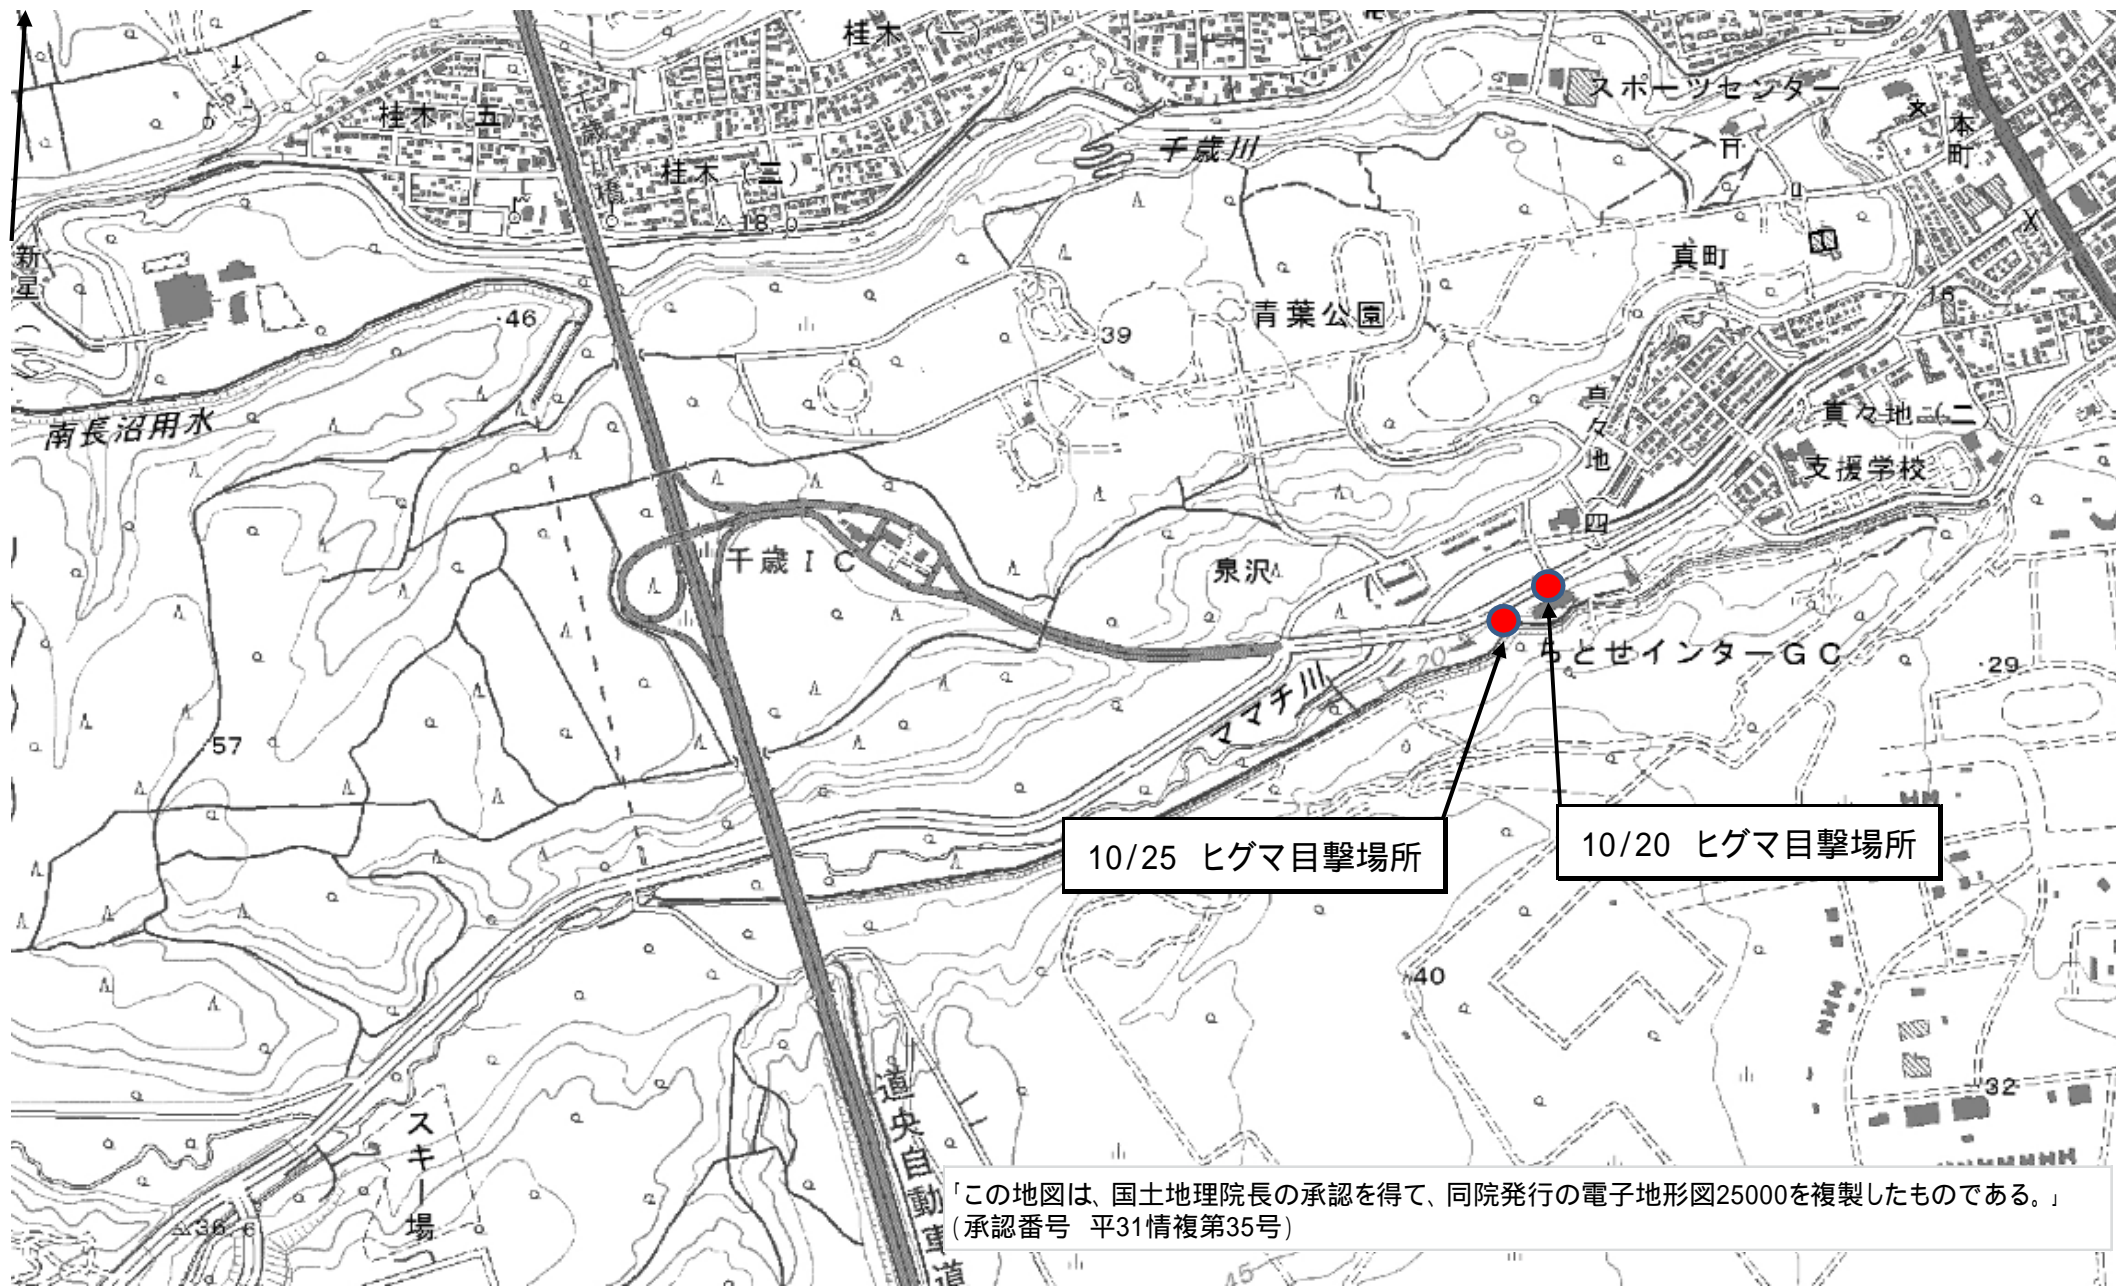 桂木(一)
スポーツセンター
桂木(五)
千歳川橋
千歳川
本町
桂木(三)
18.0
新星
真町
16
46
青葉公園
39
南長沼用水
真々地(二
支援学校
真々地四
千歳IC
泉沢
ちとせインターGC
20
29
ママチ川
57
10/25 ヒグマ目撃場所
10/20 ヒグマ目撃場所
40
32
道央自動車道
スキー場
36.6
45
「この地図は、国土地理院長の承認を得て、同院発行の電子地形図25000を複製したものである。」
(承認番号 平31情複第35号)